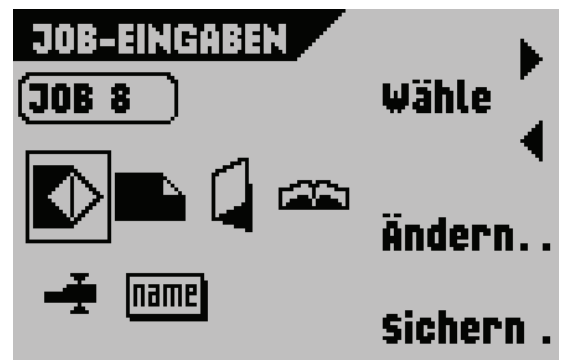 JOB-EINGABEN
JOB 8
Wähle
Ändern..
name
Sichern .